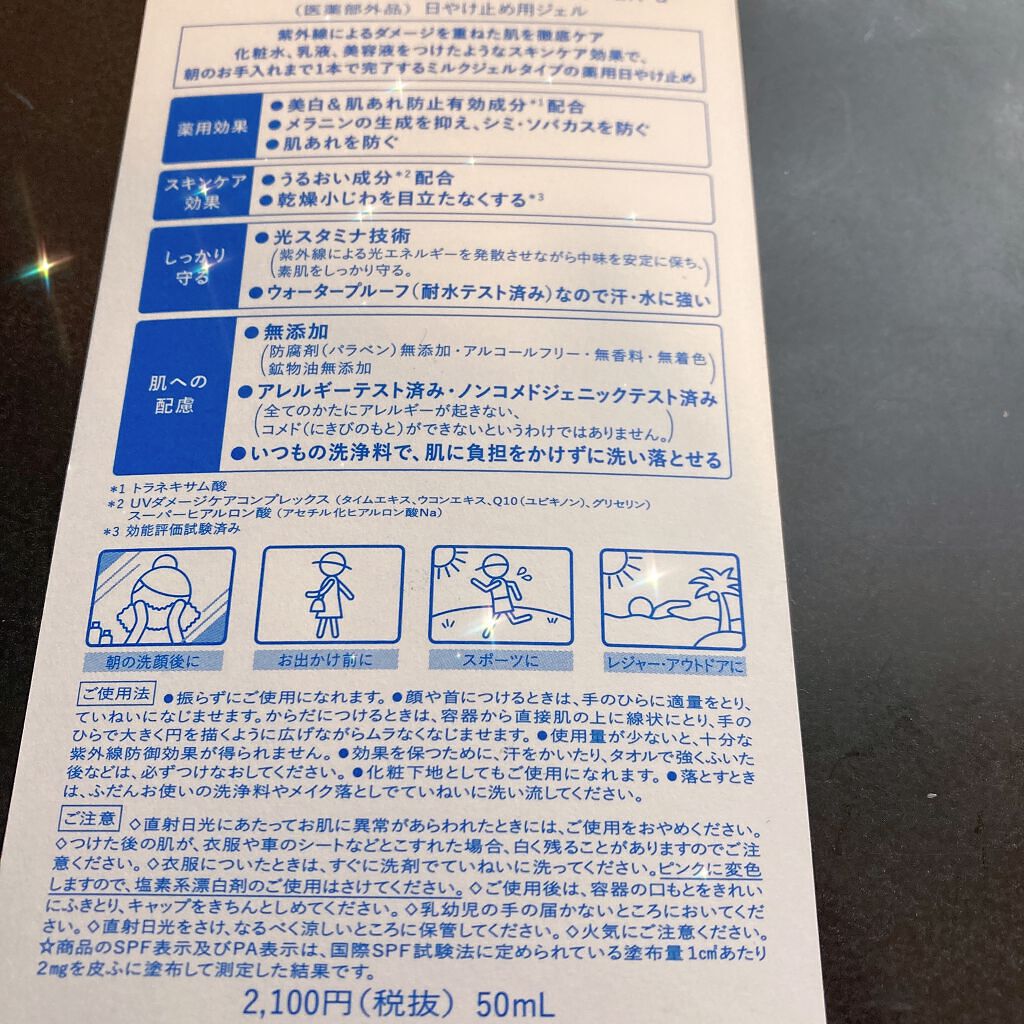 （医薬部外品） 日やけ止め用ジェル
紫外線によるダメージを重ねた肌を徹底ケア
化粧水、乳液、美容液をつけたようなスキンケア効果で、
朝のお手入れまで1本で完了するミルクジェルタイプの薬用日やけ止め
薬用効果
●美白＆肌あれ防止有効成分*1配合
●メラニンの生成を抑え、シミ・ソバカスを防ぐ
●肌あれを防ぐ
スキンケア
効果
●うるおい成分*2配合
●乾燥小じわを目立たなくする*3
しっかり
守る
●光スタミナ技術
（紫外線による光エネルギーを発散させながら中味を安定に保ち、
素肌をしっかり守る。）
●ウォータープルーフ（耐水テスト済み）なので汗・水に強い
肌への
配慮
●無添加
（防腐剤（パラベン）無添加・アルコールフリー・無香料・無着色
鉱物油無添加）
●アレルギーテスト済み・ノンコメドジェニックテスト済み
（全てのかたにアレルギーが起きない、
コメド（にきびのもと）ができないというわけではありません。）
●いつもの洗浄料で、肌に負担をかけずに洗い落とせる
*1 トラネキサム酸
*2 UVダメージケアコンプレックス （タイムエキス、ウコンエキス、Q10（ユビキノン）、グリセリン）
スーパーヒアルロン酸 （アセチル化ヒアルロン酸Na）
*3 効能評価試験済み
朝の洗顔後に
お出かけ前に
スポーツに
レジャー・アウトドアに
ご使用法 ●振らずにご使用になれます。●顔や首につけるときは、手のひらに適量をとり、
ていねいになじませます。からだにつけるときは、容器から直接肌の上に線状にとり、手の
ひらで大きく円を描くように広げながらムラなくなじませます。●使用量が少ないと、十分な
紫外線防御効果が得られません。●効果を保つために、汗をかいたり、タオルで強くふいた
後などは、必ずつけなおしてください。●化粧下地としてもご使用になれます。●落とすとき
は、ふだんお使いの洗浄料やメイク落としでていねいに洗い流してください。
ご注意 ◇直射日光にあたってお肌に異常があらわれたときには、ご使用をおやめください。
◇つけた後の肌が、衣服や車のシートなどとこすれた場合、白く残ることがありますのでご注
意ください。◇衣服についたときは、すぐに洗剤でていねいに洗ってください。ピンクに変色
しますので、塩素系漂白剤のご使用はさけてください。◇ご使用後は、容器の口もとをきれい
にふきとり、キャップをきちんとしめてください。◇乳幼児の手の届かないところにおいてくだ
さい。◇直射日光をさけ、なるべく涼しいところに保管してください。◇火気にご注意ください。
☆商品のSPF表示及びPA表示は、国際SPF試験法に定められている塗布量1c㎡あたり
2㎎を皮ふに塗布して測定した結果です。
2,100円（税抜） 50mL